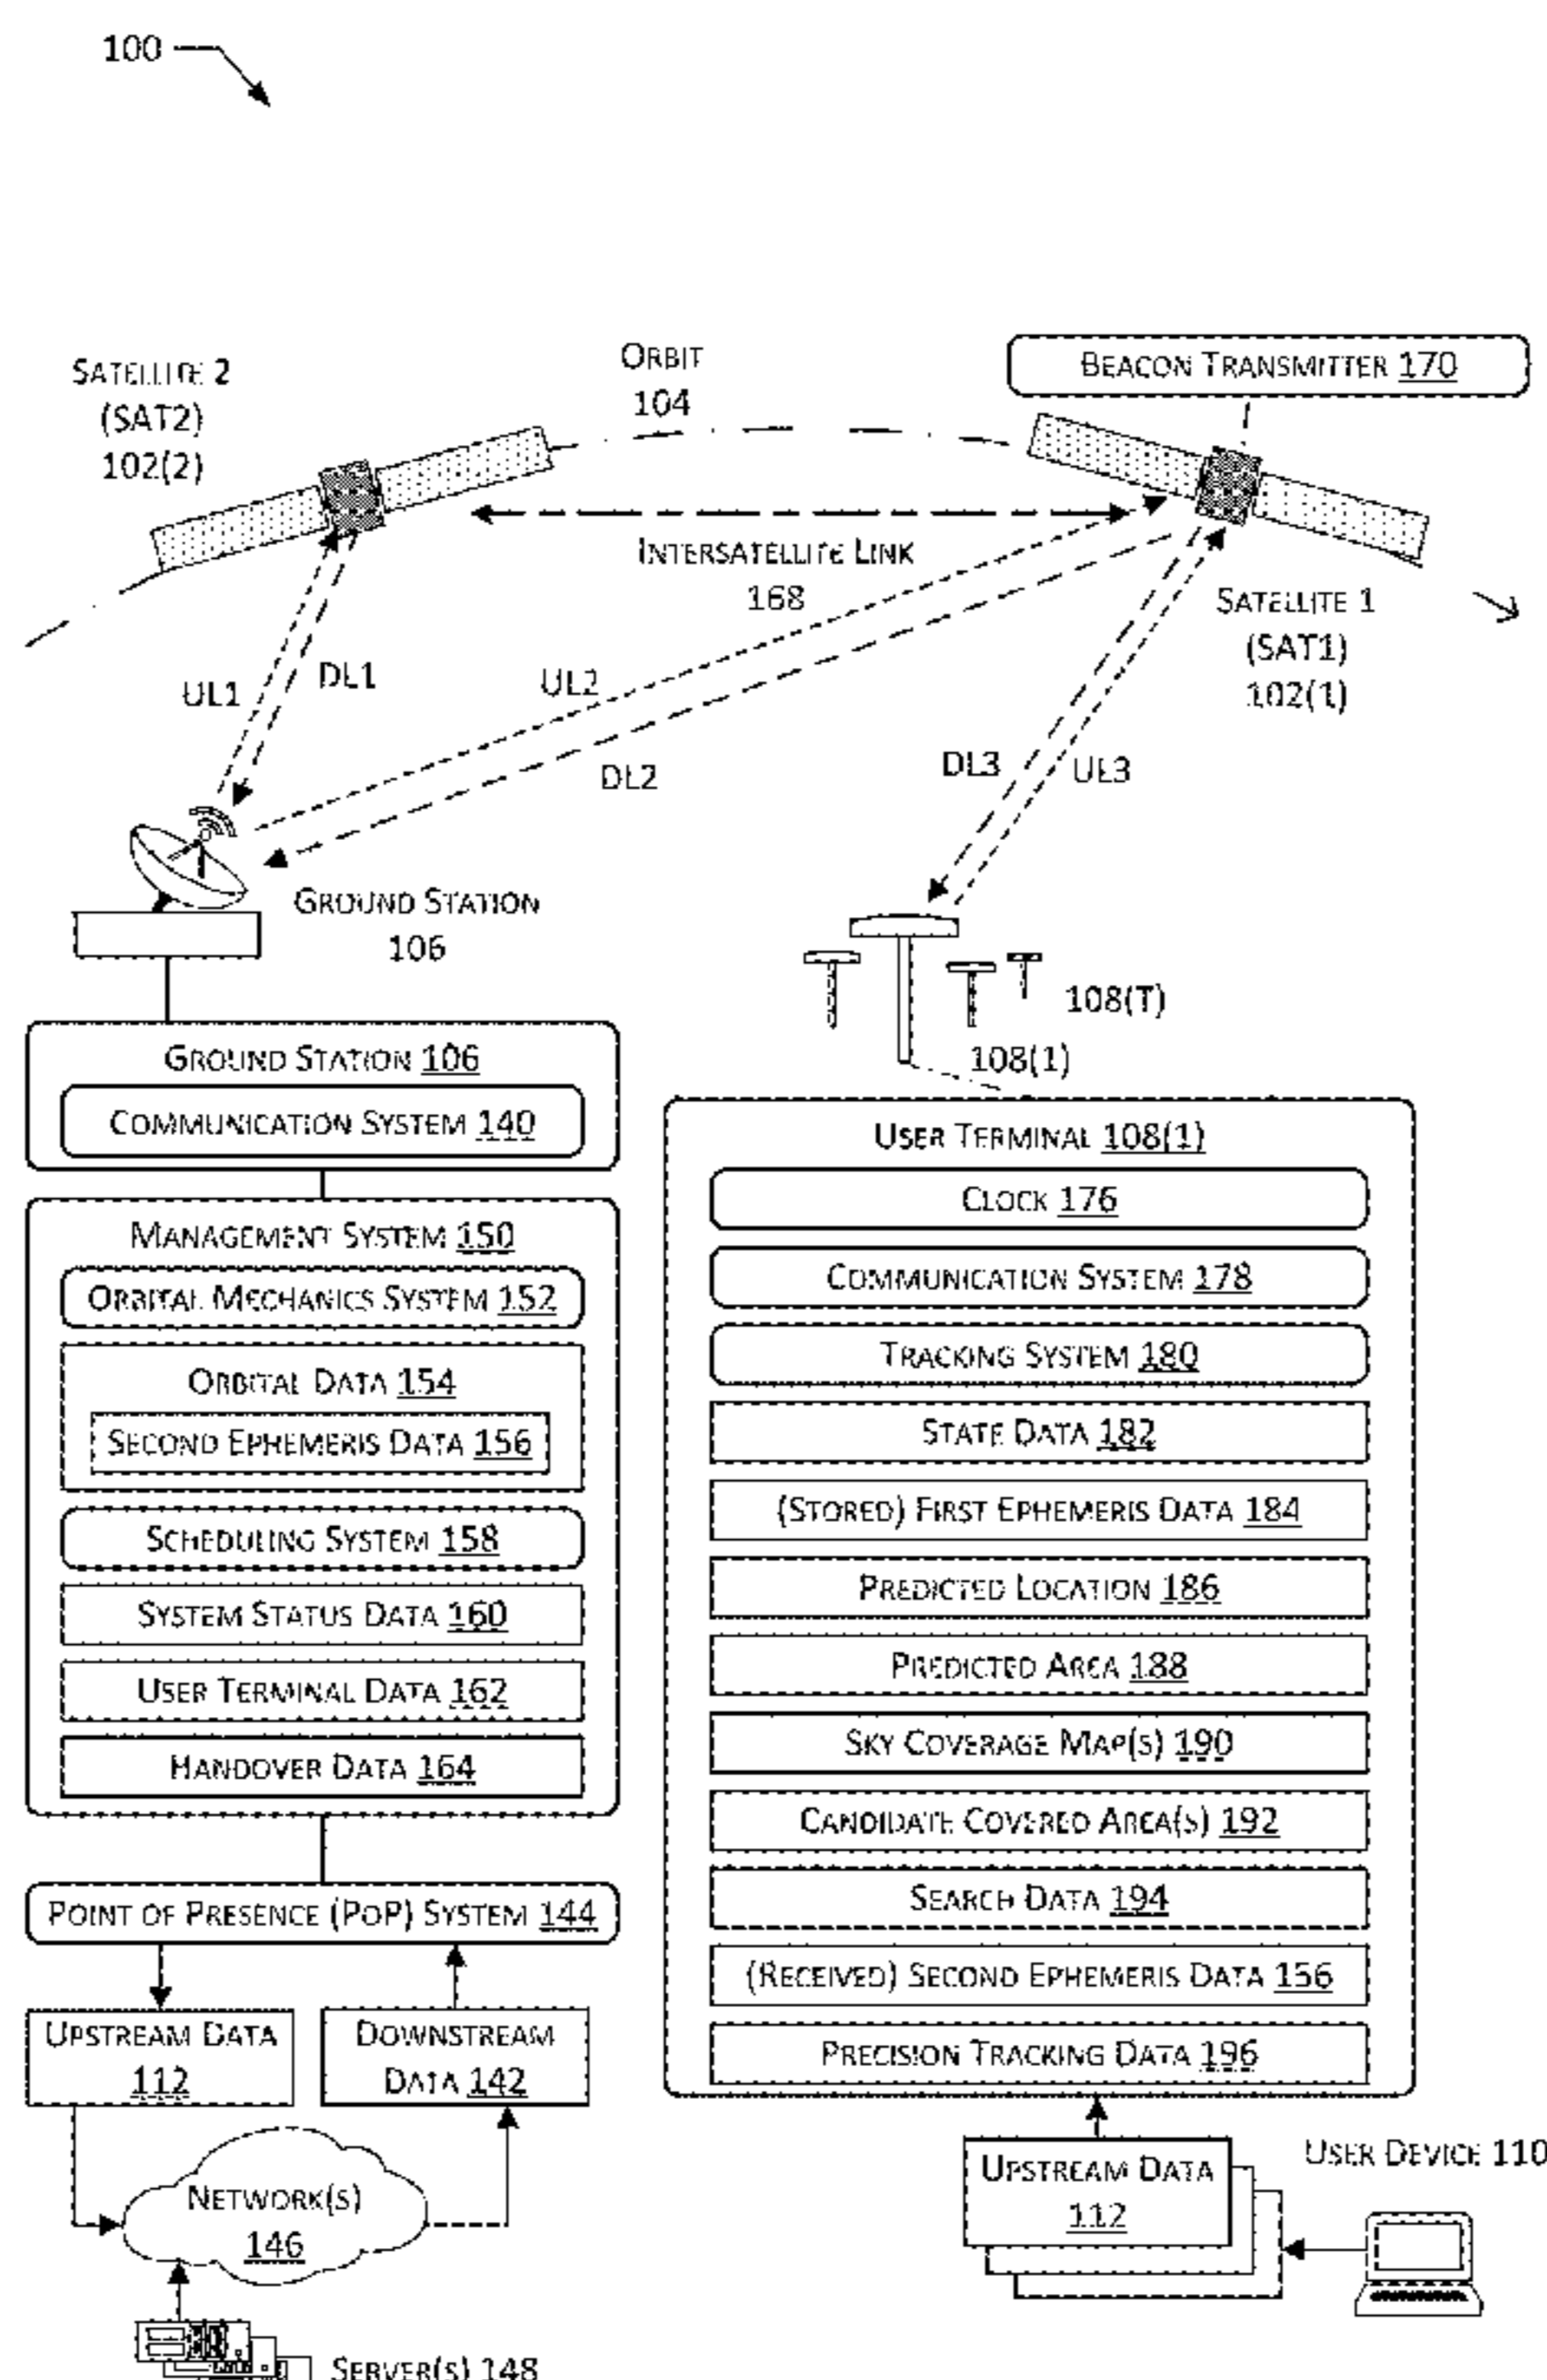 100
SATELLITE 2
(SAT2)
102(2)
ORBIT
104
BEACON TRANSMITTER 170
INTERSATELLITE LINK
168
SATELLITE 1
(SAT1)
102(1)
UL1
DL1
UL2
DL2
DL3
UL3
GROUND STATION
106
108(T)
108(1)
GROUND STATION 106
COMMUNICATION SYSTEM 140
MANAGEMENT SYSTEM 150
ORBITAL MECHANICS SYSTEM 152
ORBITAL DATA 154
SECOND EPHEMERIS DATA 156
SCHEDULING SYSTEM 158
SYSTEM STATUS DATA 160
USER TERMINAL DATA 162
HANDOVER DATA 164
POINT OF PRESENCE (POP) SYSTEM 144
UPSTREAM DATA
112
DOWNSTREAM
DATA 142
NETWORK(S)
146
SERVER(S) 148
USER TERMINAL 108(1)
CLOCK 176
COMMUNICATION SYSTEM 178
TRACKING SYSTEM 180
STATE DATA 182
(STORED) FIRST EPHEMERIS DATA 184
PREDICTED LOCATION 186
PREDICTED AREA 188
SKY COVERAGE MAP(S) 190
CANDIDATE COVERED AREA(S) 192
SEARCH DATA 194
(RECEIVED) SECOND EPHEMERIS DATA 156
PRECISION TRACKING DATA 196
UPSTREAM DATA
112
USER DEVICE 110